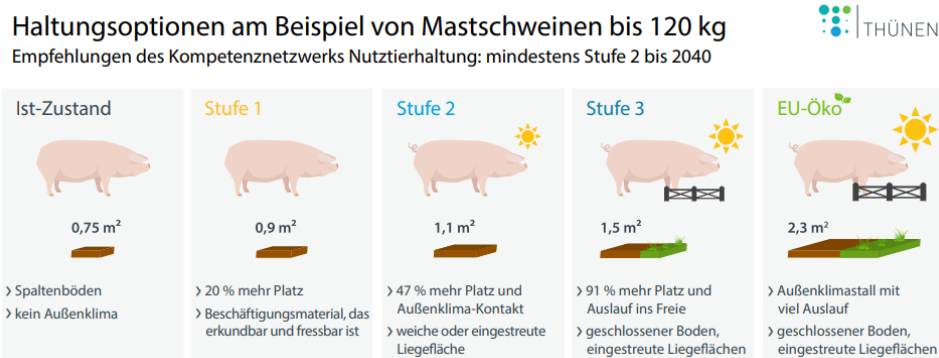 Haltungsoptionen am Beispiel von Mastschweinen bis 120 kg
Empfehlungen des Kompetenznetzwerks Nutztierhaltung: mindestens Stufe 2 bis 2040
THÜNEN
Ist-Zustand
0,75 m²
› Spaltenböden
› kein Außenklima
Stufe 1
0,9 m²
› 20 % mehr Platz
› Beschäftigungsmaterial, das
erkundbar und fressbar ist
Stufe 2
1,1 m²
› 47 % mehr Platz und
Außenklima-Kontakt
› weiche oder eingestreute
Liegefläche
Stufe 3
1,5 m²
› 91 % mehr Platz und
Auslauf ins Freie
› geschlossener Boden,
eingestreute Liegeflächen
EU-Öko
2,3 m²
› Außenklimastall mit
viel Auslauf
› geschlossener Boden,
eingestreute Liegeflächen